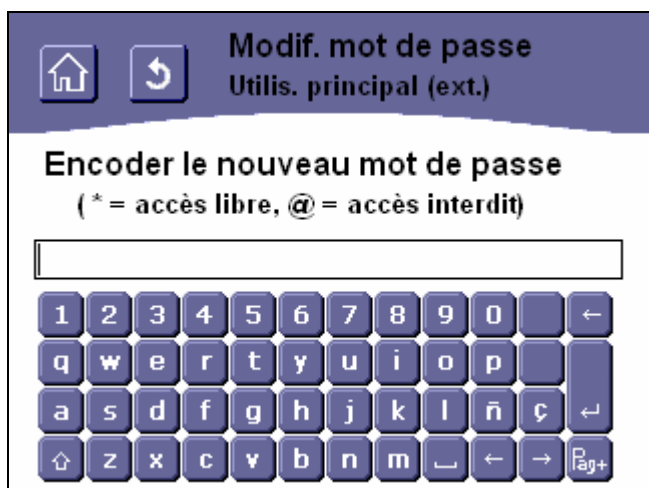 Modif. mot de passe
Utilis. principal (ext.)
Encoder le nouveau mot de passe
( * = accès libre, @ = accès interdit)
1 2 3 4 5 6 7 8 9 0 ←
q w e r t y u i o p
a s d f g h j k l ñ ç ↵
⇧ z x c v b n m ⎵ ← → Pag+